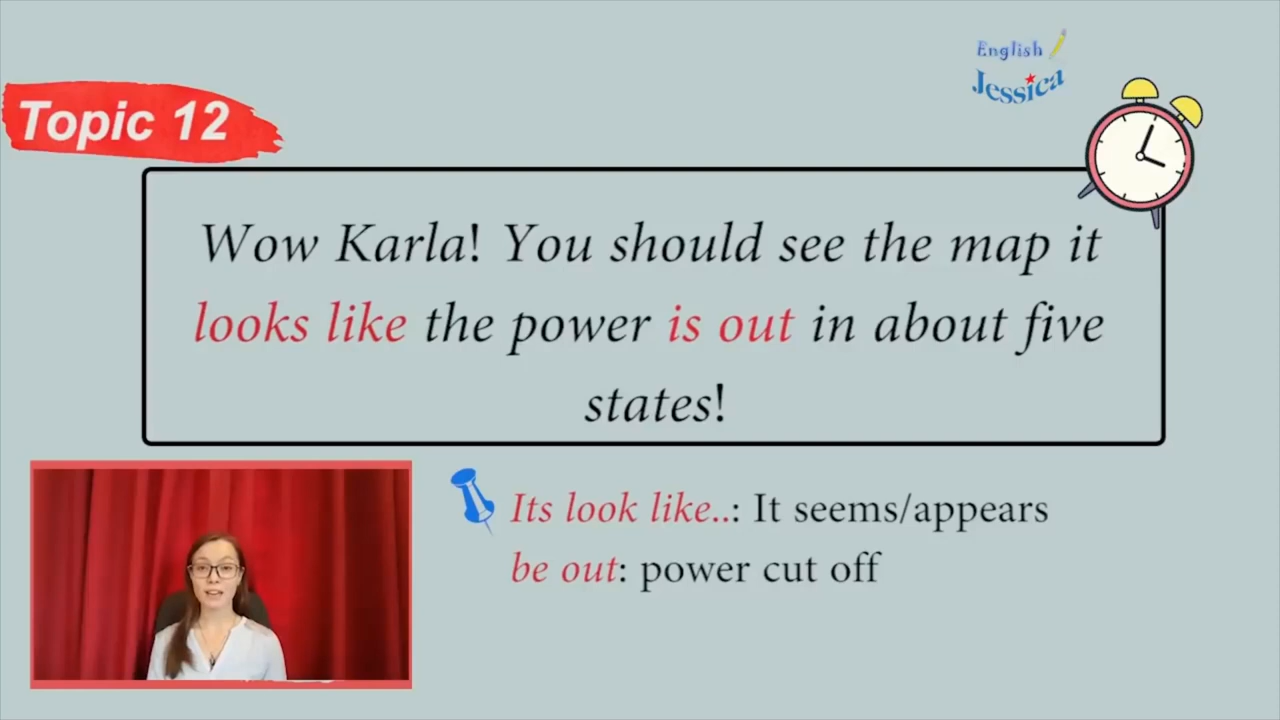 English
Jessica
Topic 12
Wow Karla! You should see the map it
looks like the power is out in about five
states!
Its look like..: It seems/appears
be out: power cut off